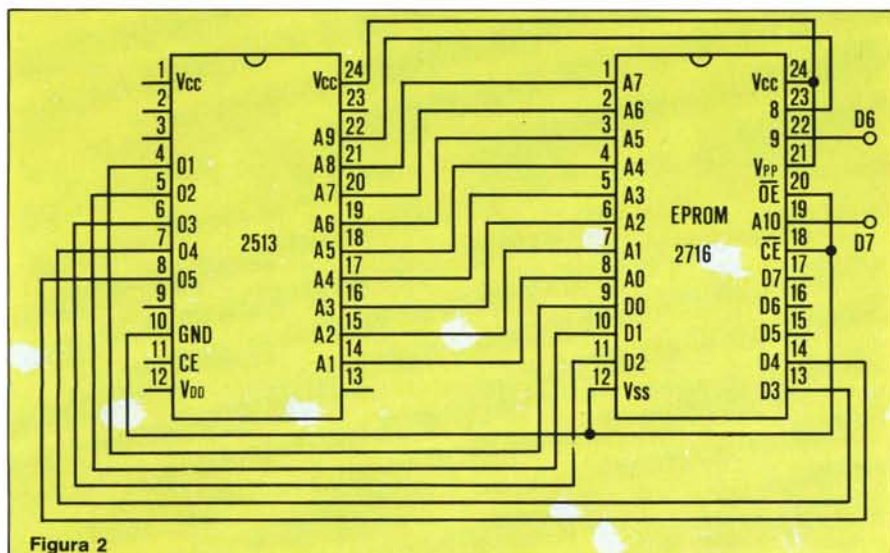 1 Vcc
2
3
4 O1
5 O2
6 O3
7 O4
8 O5
9
10 GND
11 CE
12 VDD
2513
Vcc 24
23
A9 22
A8 21
A7 20
A6 19
A5 18
A4 17
A3 16
A2 15
A1 14
13
1 A7
2 A6
3 A5
4 A4
5 A3
6 A2
7 A1
8 A0
9 D0
10 D1
11 D2
12 Vss
EPROM
2716
Vcc 24
8 23
9 22
VPP 21
O̅E̅ 20
A10 19
C̅E̅ 18
D7 17
D6 16
D5 15
D4 14
D3 13
D6
D7
Figura 2